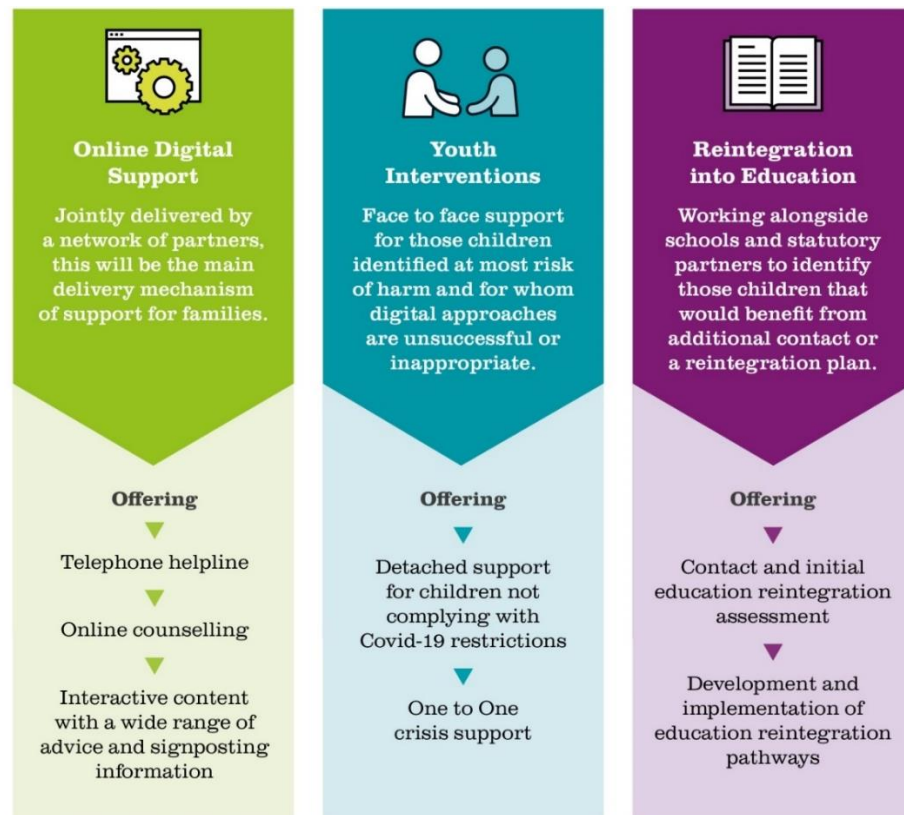 Online Digital
Support
Jointly delivered by
a network of partners,
this will be the main
delivery mechanism
of support for families.
Offering
Telephone helpline
Online counselling
Interactive content
with a wide range of
advice and signposting
information
Youth
Interventions
Face to face support
for those children
identified at most risk
of harm and for whom
digital approaches
are unsuccessful or
inappropriate.
Offering
Detached support
for children not
complying with
Covid-19 restrictions
One to One
crisis support
Reintegration
into Education
Working alongside
schools and statutory
partners to identify
those children that
would benefit from
additional contact or
a reintegration plan.
Offering
Contact and initial
education reintegration
assessment
Development and
implementation of
education reintegration
pathways